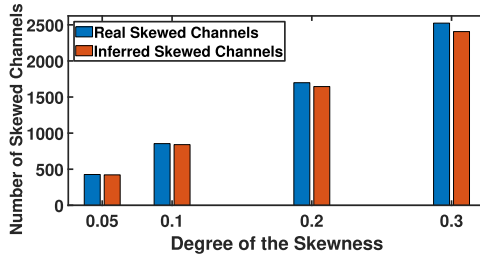 Number of Skewed Channels
2500
2000
1500
1000
500
0
Real Skewed Channels
Inferred Skewed Channels
0.05 0.1 0.2 0.3
Degree of the Skewness